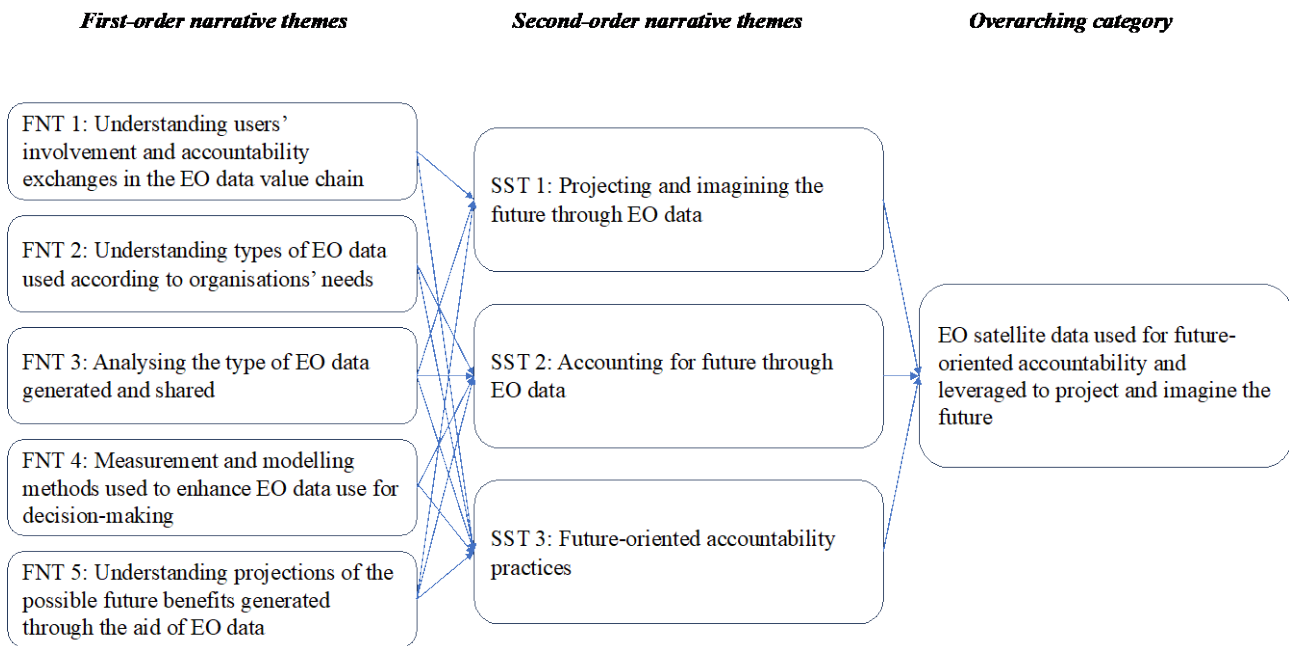 First-order narrative themes
Second-order narrative themes
Overarching category
FNT 1: Understanding users’
involvement and accountability
exchanges in the EO data value chain
FNT 2: Understanding types of EO data
used according to organisations’ needs
FNT 3: Analysing the type of EO data
generated and shared
FNT 4: Measurement and modelling
methods used to enhance EO data use for
decision-making
FNT 5: Understanding projections of the
possible future benefits generated
through the aid of EO data
SST 1: Projecting and imagining the
future through EO data
SST 2: Accounting for future through
EO data
SST 3: Future-oriented accountability
practices
EO satellite data used for future-
oriented accountability and
leveraged to project and imagine the
future